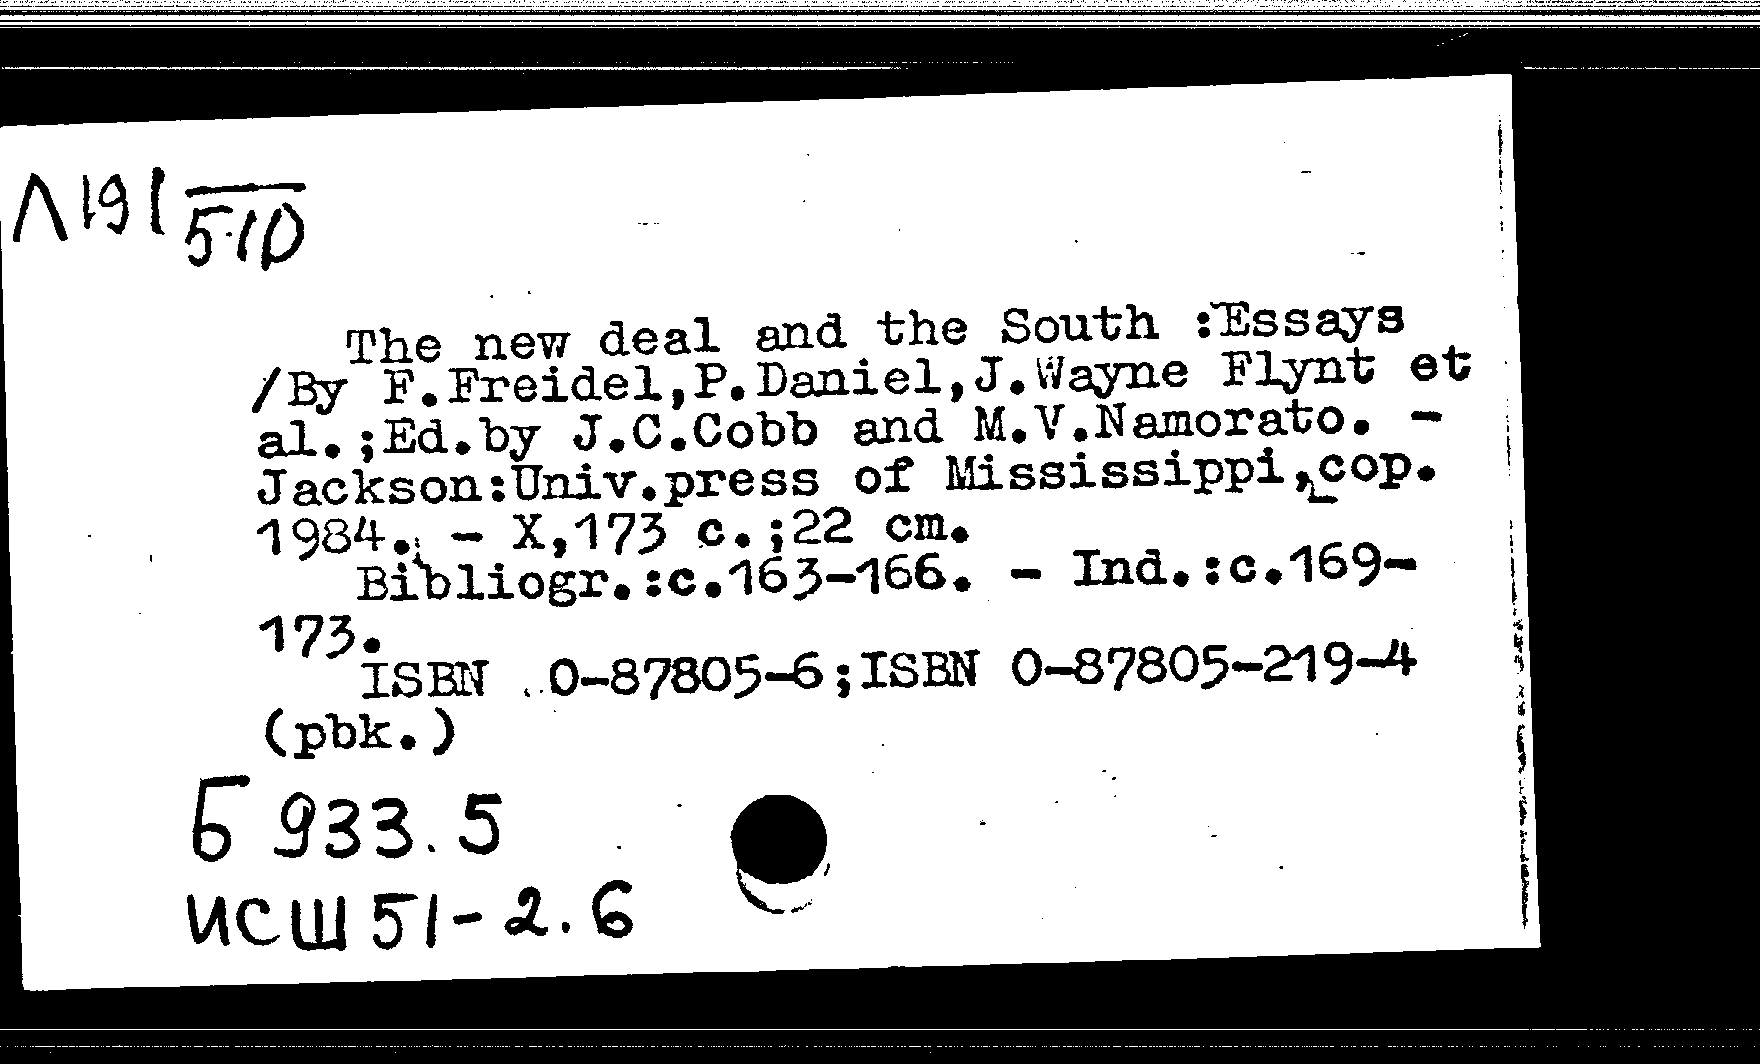 Л191 510
The new deal and the South :Essays
/By F.Freidel,P.Daniel,J.Wayne Flynt et
al.;Ed.by J.C.Cobb and M.V.Namorato. -
Jackson:Univ.press of Mississippi,cop.
1984. - X,173 c.;22 cm.
Bibliogr.:c.163-166. - Ind.:c.169-
173.
ISBN 0-87805-6;ISBN 0-87805-219-4
(pbk.)
Б 933.5
ИСШ 51-2.6